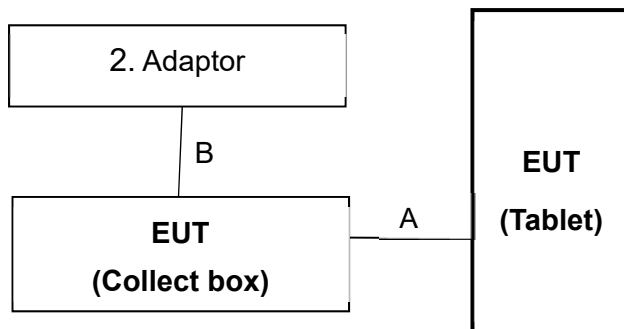 2. Adaptor
B
EUT
(Collect box)
A
EUT
(Tablet)